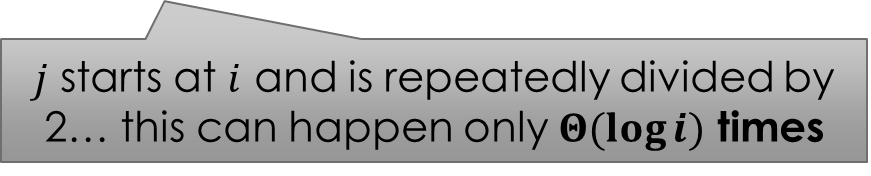 j starts at i and is repeatedly divided by
2… this can happen only Θ(log i) times